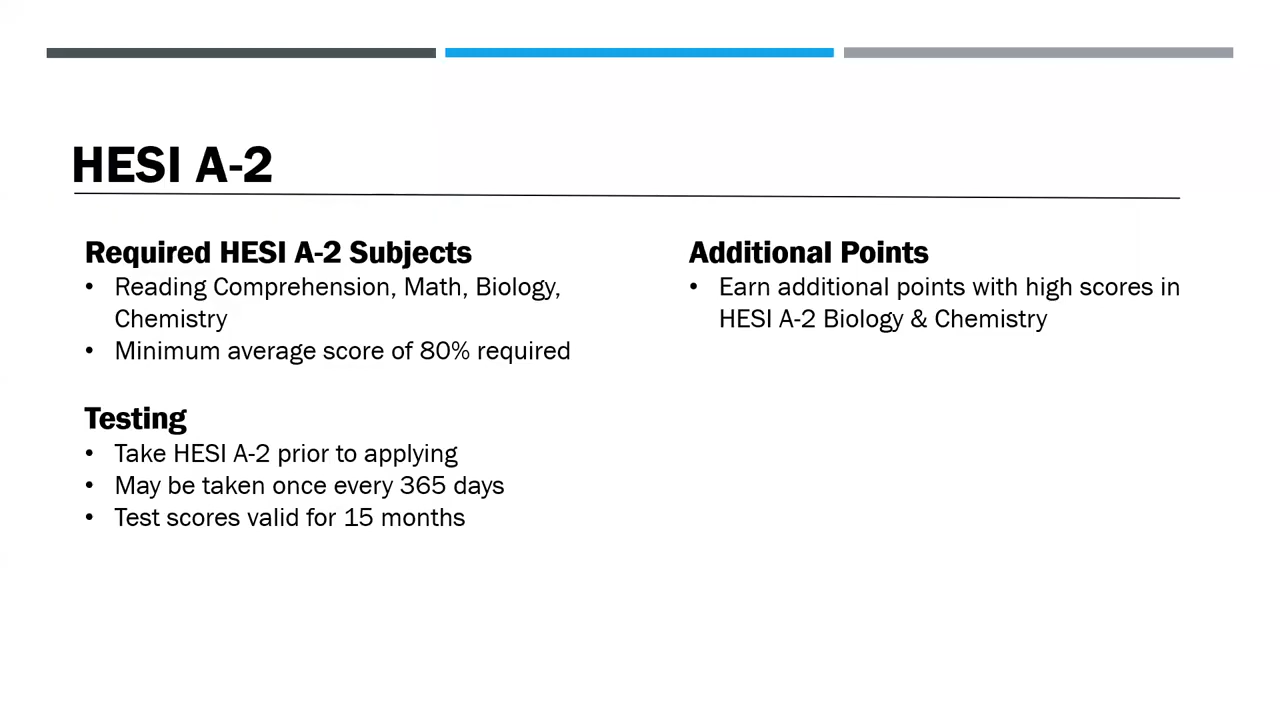 HESI A-2
Required HESI A-2 Subjects
• Reading Comprehension, Math, Biology,
Chemistry
• Minimum average score of 80% required
Testing
• Take HESI A-2 prior to applying
• May be taken once every 365 days
• Test scores valid for 15 months
Additional Points
• Earn additional points with high scores in
HESI A-2 Biology & Chemistry